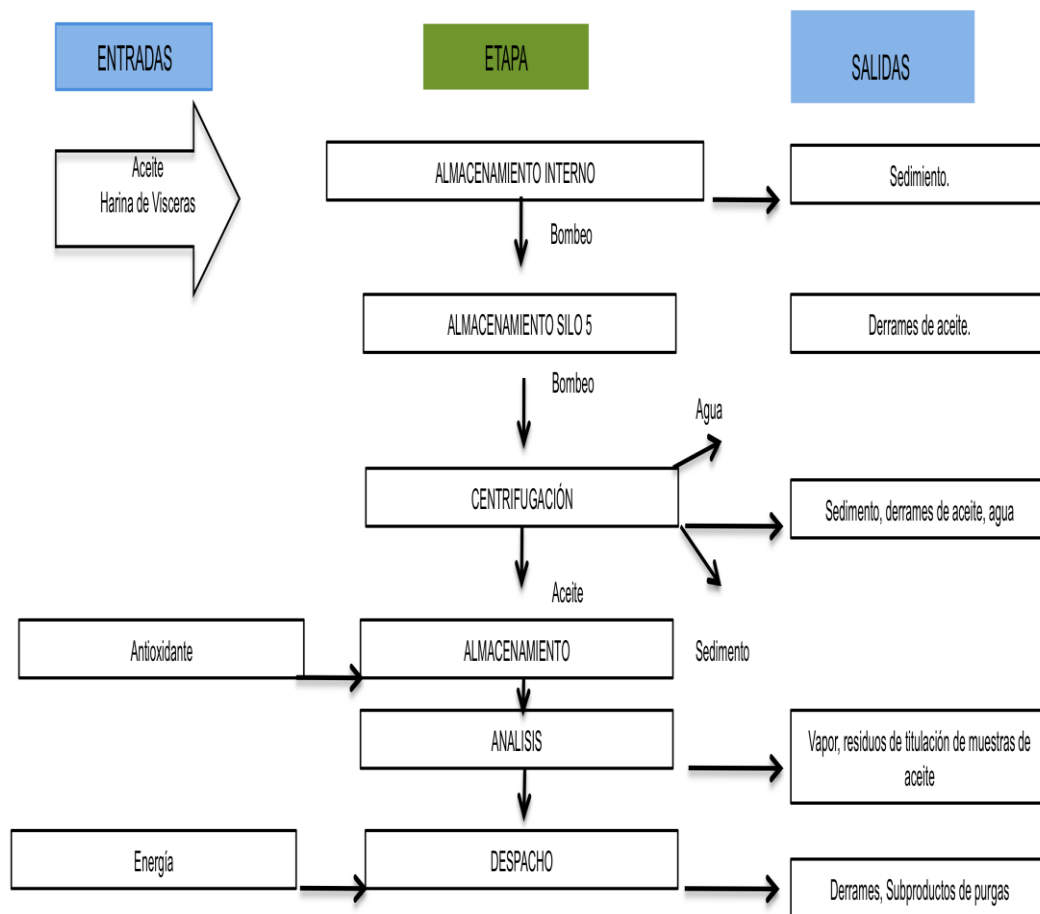 ENTRADAS
ETAPA
SALIDAS
Aceite
Harina de Visceras
ALMACENAMIENTO INTERNO
Sedimiento.
Bombeo
ALMACENAMIENTO SILO 5
Derrames de aceite.
Bombeo
Agua
CENTRIFUGACIÓN
Sedimento, derrames de aceite, agua
Aceite
Antioxidante
ALMACENAMIENTO
Sedimento
ANALISIS
Vapor, residuos de titulación de muestras de
aceite
Energía
DESPACHO
Derrames, Subproductos de purgas